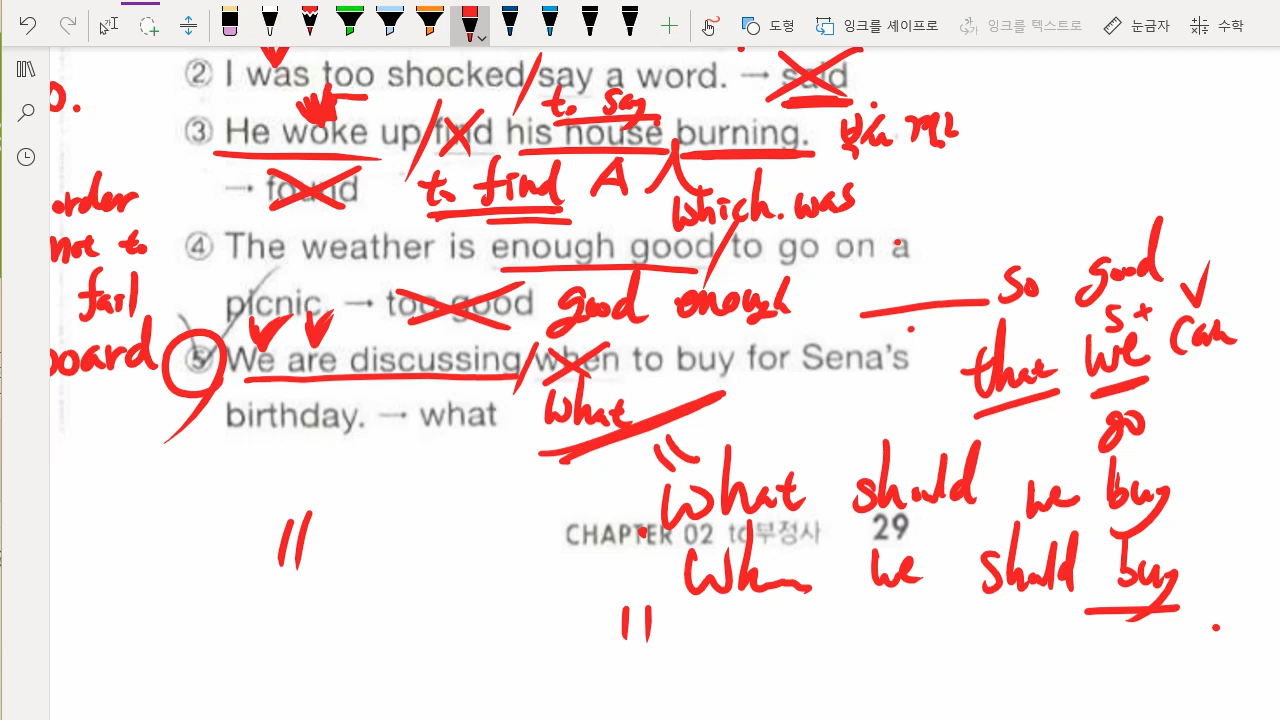 도형 잉크를 셰이프로 잉크를 텍스트로 눈금자 수학
② I was too shocked say a word. → said
to say
③ He woke up find his house burning.
→ found
to find A which was
order
not to
fail
board
④ The weather is enough good to go on a
picnic. → too good
good enough
so good
that we can
s+
go
⑤ We are discussing when to buy for Sena's
birthday. → what
what
what should we buy
CHAPTER 02 to부정사 29
when we should buy